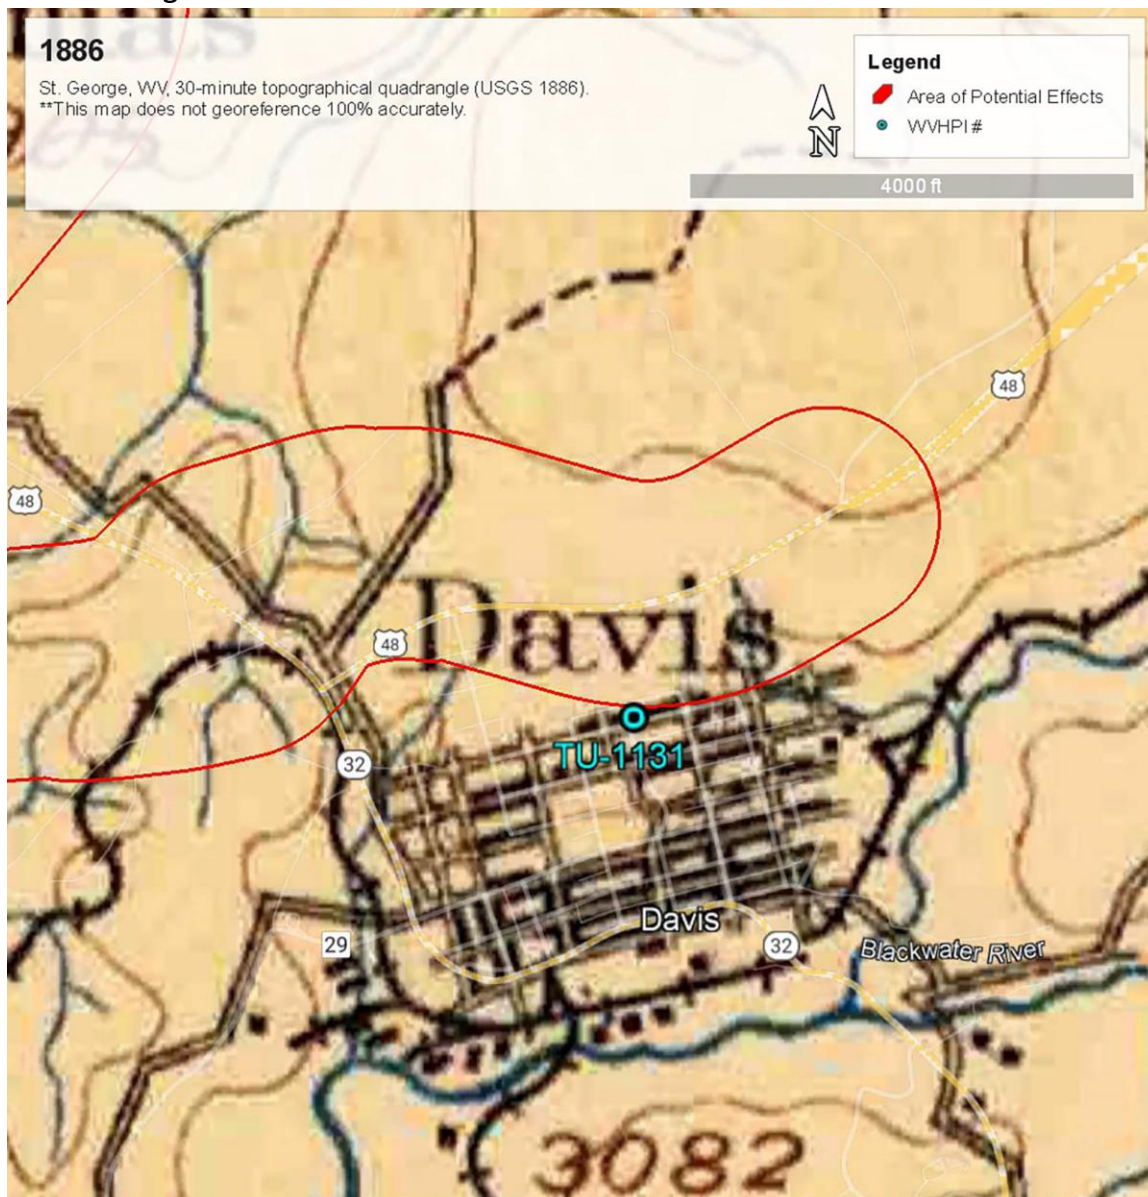 1886
St. George, WV, 30-minute topographical quadrangle (USGS 1886).
**This map does not georeference 100% accurately.
Legend
Area of Potential Effects
WVHPI #
N
4000 ft
48
48
Davis
48
TU-1131
32
Davis
29
32
Blackwater River
3082